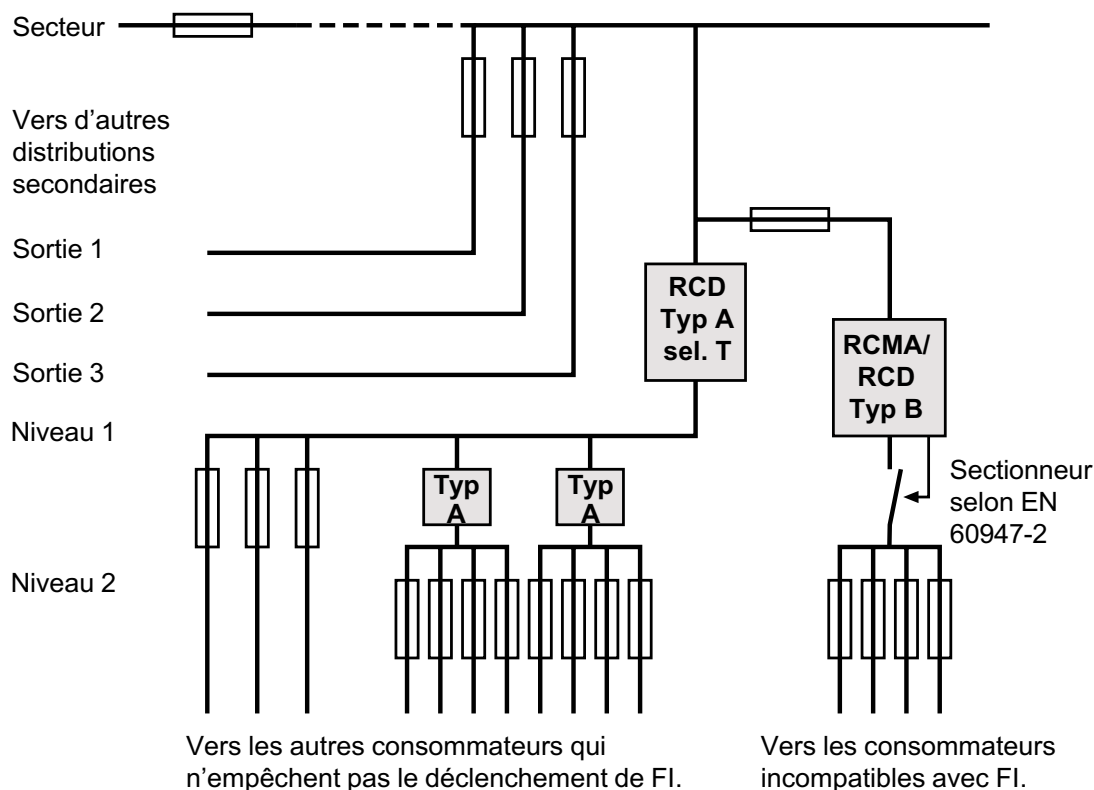 Secteur
Vers d’autres
distributions
secondaires
Sortie 1
Sortie 2
Sortie 3
Niveau 1
Niveau 2
RCD
Typ A
sel. T
RCMA/
RCD
Typ B
Typ
A
Typ
A
Sectionneur
selon EN
60947-2
Vers les autres consommateurs qui
n’empêchent pas le déclenchement de FI.
Vers les consommateurs
incompatibles avec FI.